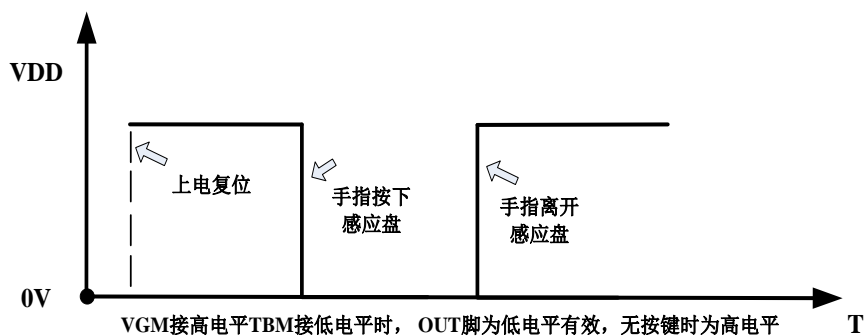 VDD
上电复位
手指按下
感应盘
手指离开
感应盘
0V
VGM接高电平TBM接低电平时， OUT脚为低电平有效，无按键时为高电平
T